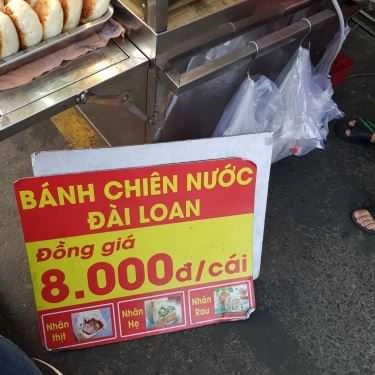 BÁNH CHIÊN NƯỚC
ĐÀI LOAN
Đồng giá
8.000đ/cái
Nhân thịt
Nhân Hẹ
Nhân Rau